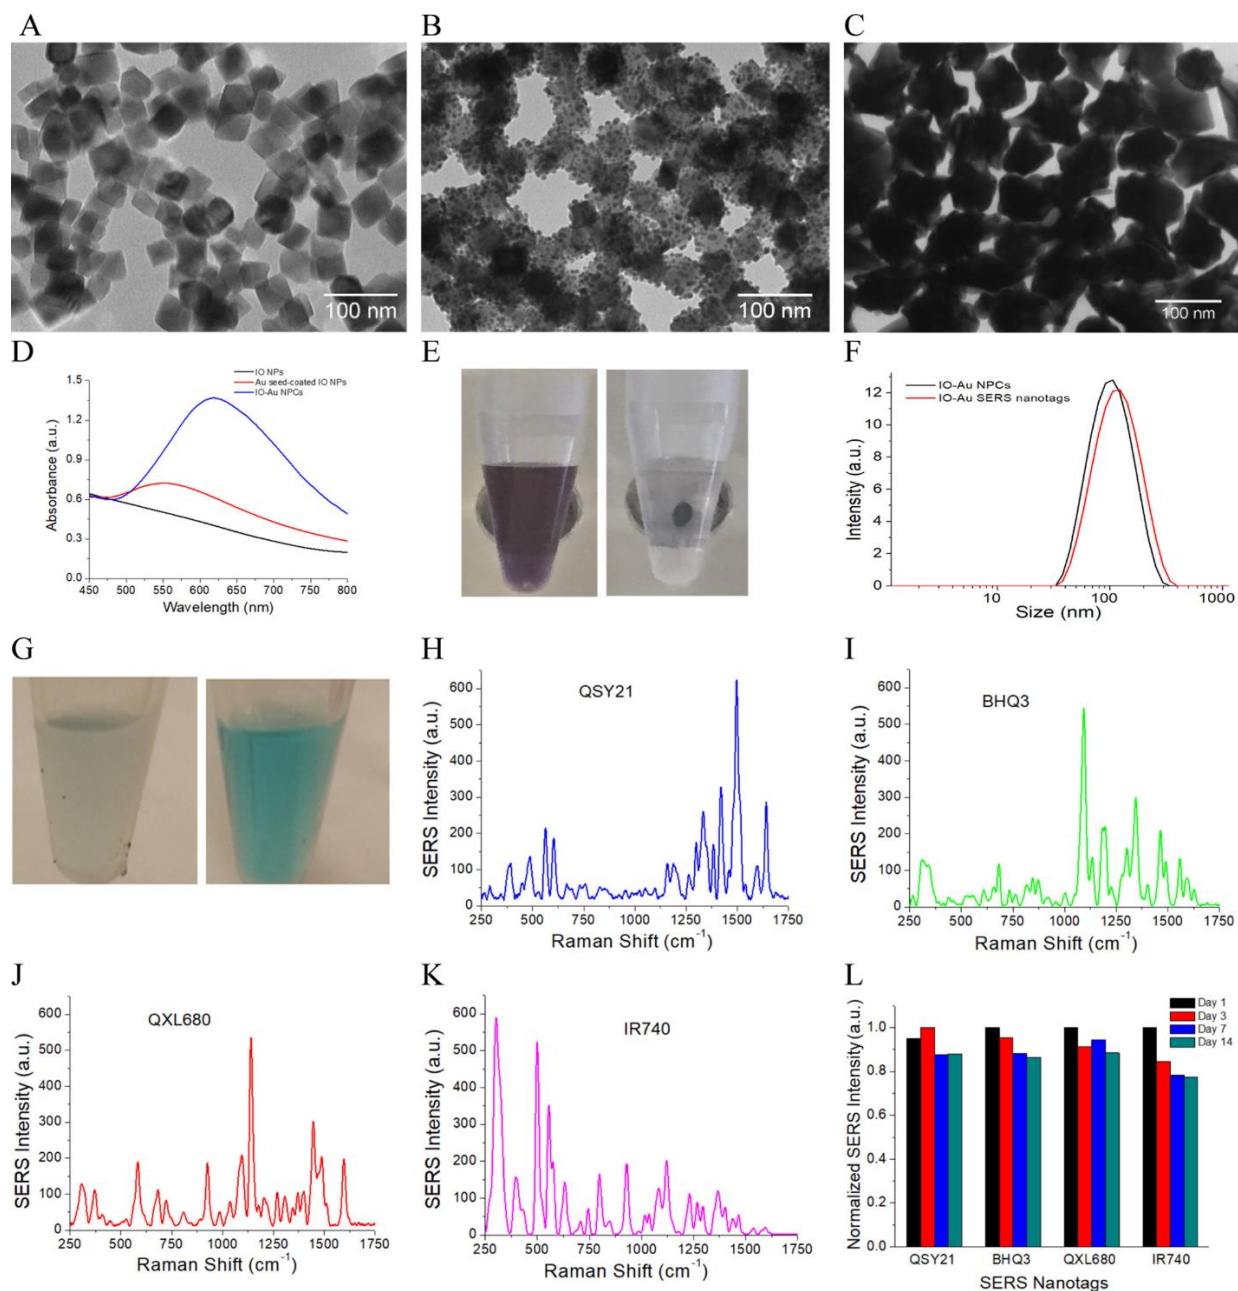 A
B
C
100 nm
100 nm
100 nm
D
E
F
IO NPs
Au seed-coated IO NPs
IO-Au NPCs
1.5
1.2
0.9
0.6
0.3
0.0
Absorbance (a.u.)
450 500 550 600 650 700 750 800
Wavelength (nm)
IO-Au NPCs
IO-Au SERS nanotags
12
10
8
6
4
2
0
Intensity (a.u.)
10 100 1000
Size (nm)
G
H
I
QSY21
600
500
400
300
200
100
0
SERS Intensity (a.u.)
250 500 750 1000 1250 1500 1750
Raman Shift (cm⁻¹)
BHQ3
600
500
400
300
200
100
0
SERS Intensity (a.u.)
250 500 750 1000 1250 1500 1750
Raman Shift (cm⁻¹)
J
K
L
QXL680
600
500
400
300
200
100
0
SERS Intensity (a.u.)
250 500 750 1000 1250 1500 1750
Raman Shift (cm⁻¹)
IR740
600
500
400
300
200
100
0
SERS Intensity (a.u.)
250 500 750 1000 1250 1500 1750
Raman Shift (cm⁻¹)
Day 1
Day 3
Day 7
Day 14
1.0
0.8
0.6
0.4
0.2
0.0
Normalized SERS Intensity (a.u.)
QSY21 BHQ3 QXL680 IR740
SERS Nanotags